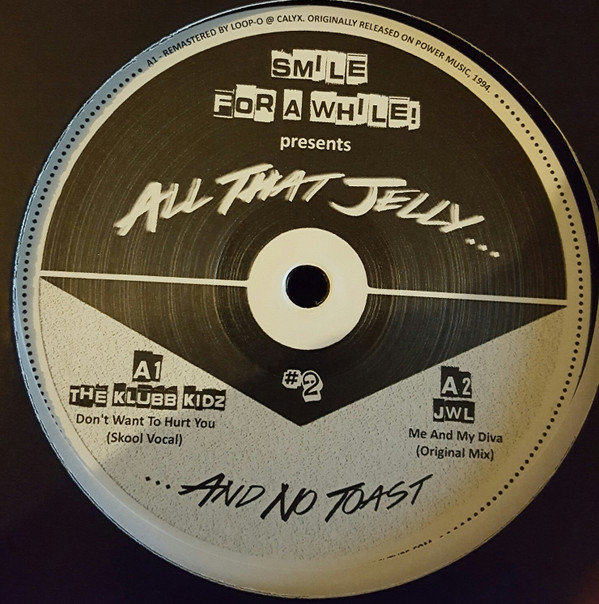 A1 - REMASTERED BY LOOP-O @ CALYX. ORIGINALLY RELEASED ON POWER MUSIC, 1994.
SMILE
FOR A WHILE!
presents
ALL THAT JELLY...
#2
A1
THE KLUBB KIDZ
Don't Want To Hurt You
(Skool Vocal)
A2
JWL
Me And My Diva
(Original Mix)
...AND NO TOAST